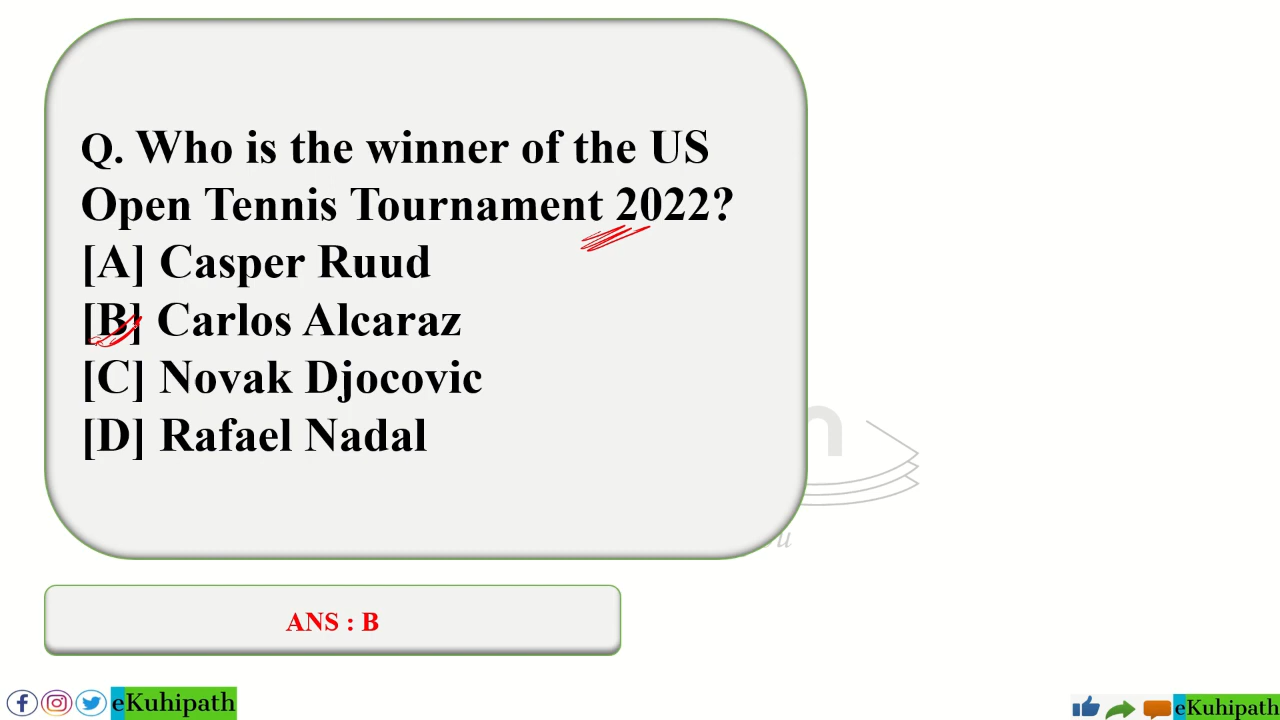 Q. Who is the winner of the US
Open Tennis Tournament 2022?
[A] Casper Ruud
[B] Carlos Alcaraz
[C] Novak Djocovic
[D] Rafael Nadal
ANS : B
eKuhipath
eKuhipath